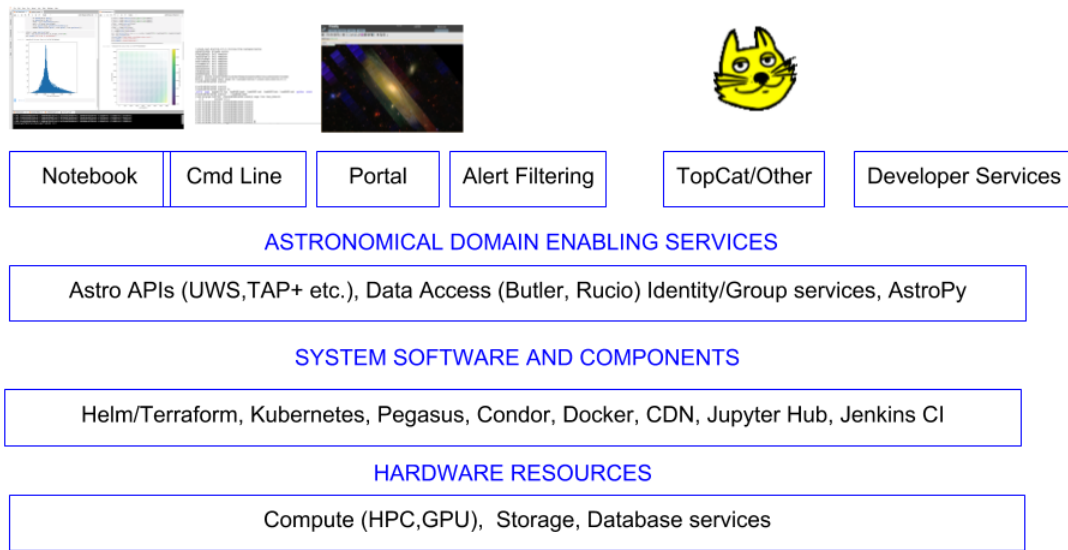 Notebook
Cmd Line
Portal
Alert Filtering
TopCat/Other
Developer Services
ASTRONOMICAL DOMAIN ENABLING SERVICES
Astro APIs (UWS,TAP+ etc.), Data Access (Butler, Rucio) Identity/Group services, AstroPy
SYSTEM SOFTWARE AND COMPONENTS
Helm/Terraform, Kubernetes, Pegasus, Condor, Docker, CDN, Jupyter Hub, Jenkins CI
HARDWARE RESOURCES
Compute (HPC,GPU), Storage, Database services